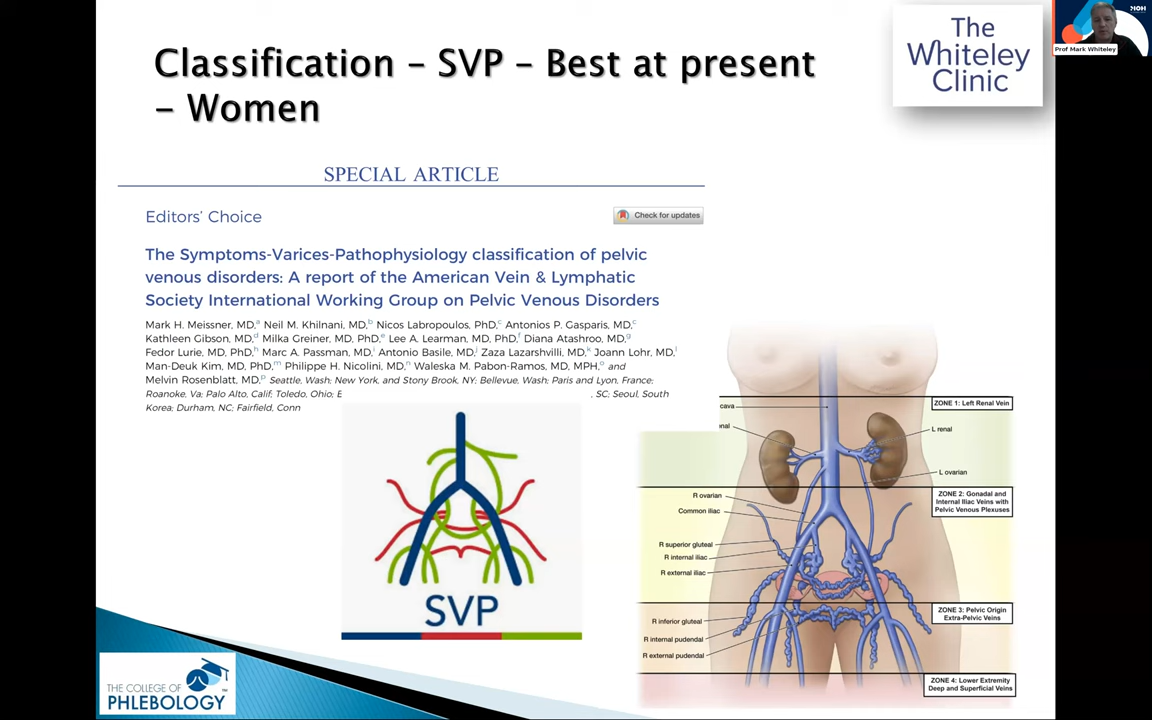 Classification – SVP – Best at present
– Women
The
Whiteley
Clinic
MOH
Prof Mark Whiteley
SPECIAL ARTICLE
Editors’ Choice
Check for updates
The Symptoms-Varices-Pathophysiology classification of pelvic
venous disorders: A report of the American Vein & Lymphatic
Society International Working Group on Pelvic Venous Disorders
Mark H. Meissner, MD,a Neil M. Khilnani, MD,b Nicos Labropoulos, PhD,c Antonios P. Gasparis, MD,c
Kathleen Gibson, MD,d Milka Greiner, MD, PhD,e Lee A. Learman, MD, PhD,f Diana Atashroo, MD,g
Fedor Lurie, MD, PhD,h Marc A. Passman, MD,i Antonio Basile, MD,j Zaza Lazarshvilli, MD,k Joann Lohr, MD,l
Man-Deuk Kim, MD, PhD,m Philippe H. Nicolini, MD,n Waleska M. Pabon-Ramos, MD, MPH,o and
Melvin Rosenblatt, MD,p Seattle, Wash; New York, and Stony Brook, NY; Bellevue, Wash; Paris and Lyon, France;
Roanoke, Va; Palo Alto, Calif; Toledo, Ohio; , SC; Seoul, South
Korea; Durham, NC; Fairfield, Conn
SVP
cava
nal
ZONE 1: Left Renal Vein
L renal
L ovarian
ZONE 2: Gonadal and
Internal Iliac Veins with
Pelvic Venous Plexuses
R ovarian
Common iliac
R superior gluteal
R internal iliac
R external iliac
ZONE 3: Pelvic Origin
Extra-Pelvic Veins
R inferior gluteal
R internal pudendal
R external pudendal
ZONE 4: Lower Extremity
Deep and Superficial Veins
THE COLLEGE OF
PHLEBOLOGY